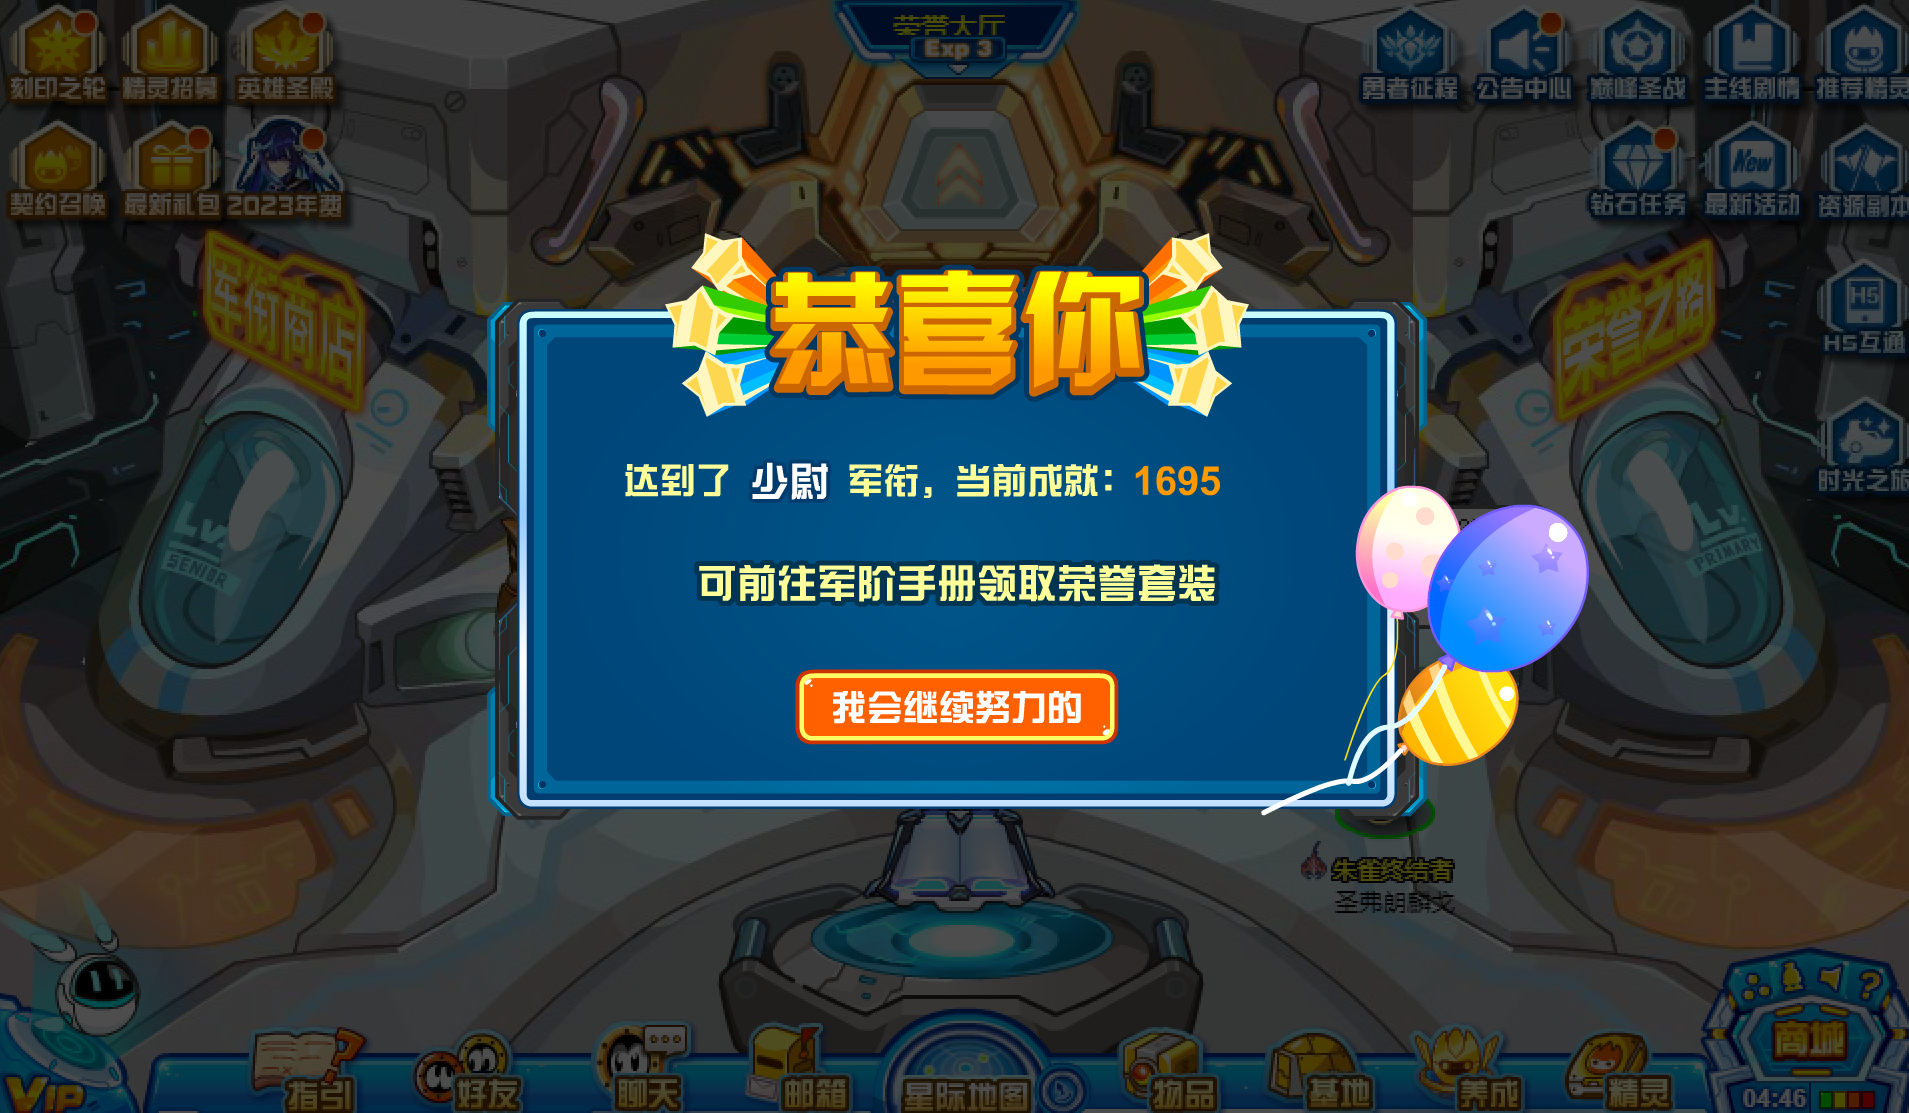 荣誉大厅
Exp 3
刻印之轮
精灵招募
英雄圣殿
勇者征程
公告中心
巅峰圣战
主线剧情
推荐精灵
契约召唤
最新礼包
2023年费
钻石任务
New
最新活动
资源副本
军衔商店
荣誉之路
H5
H5互通
恭喜你
达到了 少尉 军衔，当前成就：1695
时光之旅
Lv.
SENIOR
Lv.
PRIMARY
可前往军阶手册领取荣誉套装
我会继续努力的
朱雀终结者
圣弗朗麟戈
VIP
指引
好友
聊天
邮箱
星际地图
物品
基地
养成
精灵
商城
04:46